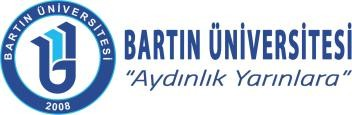 BARTIN ÜNİVERSİTESİ
2008
BARTIN ÜNİVERSİTESİ
"Aydınlık Yarınlara"